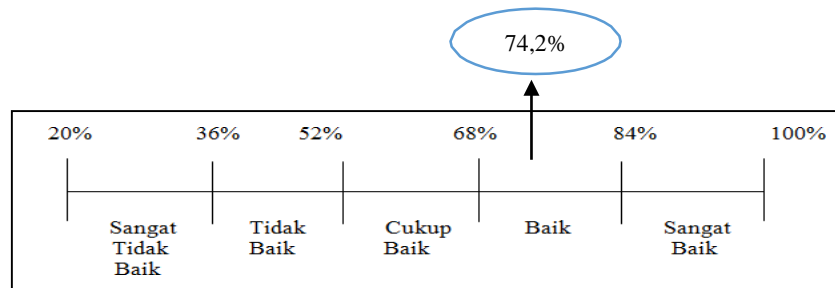 74,2%
20% 36% 52% 68% 84% 100%
Sangat Tidak Cukup Baik Sangat
Tidak Baik Baik Baik
Baik